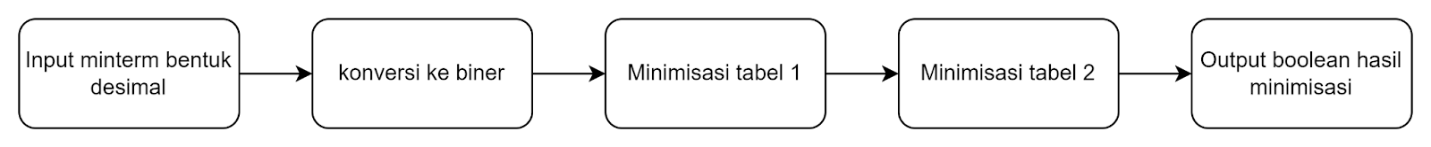 Input minterm bentuk
desimal
konversi ke biner
Minimisasi tabel 1
Minimisasi tabel 2
Output boolean hasil
minimisasi